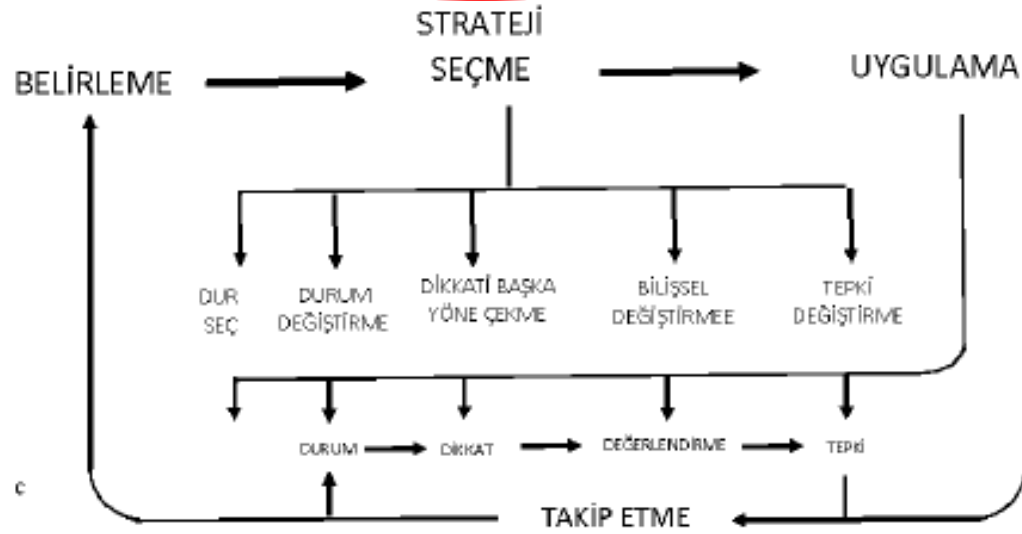 STRATEJİ
SEÇME
BELİRLEME
UYGULAMA
DUR
SEÇ
DURUM
DEĞİŞTİRME
DİKKATİ BAŞKA
YÖNE ÇEKME
BİLİŞSEL
DEĞİŞTİRMEE
TEPKİ
DEĞİŞTİRME
DURUM
DİKKAT
DEĞERLENDİRME
TEPKİ
ç
TAKİP ETME